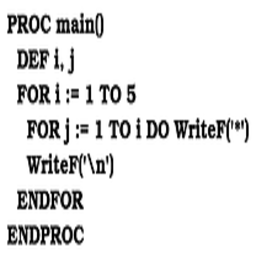 PROC main()
DEF i, j
FOR i := 1 TO 5
FOR j := 1 TO i DO WriteF('*')
WriteF('\n')
ENDFOR
ENDPROC